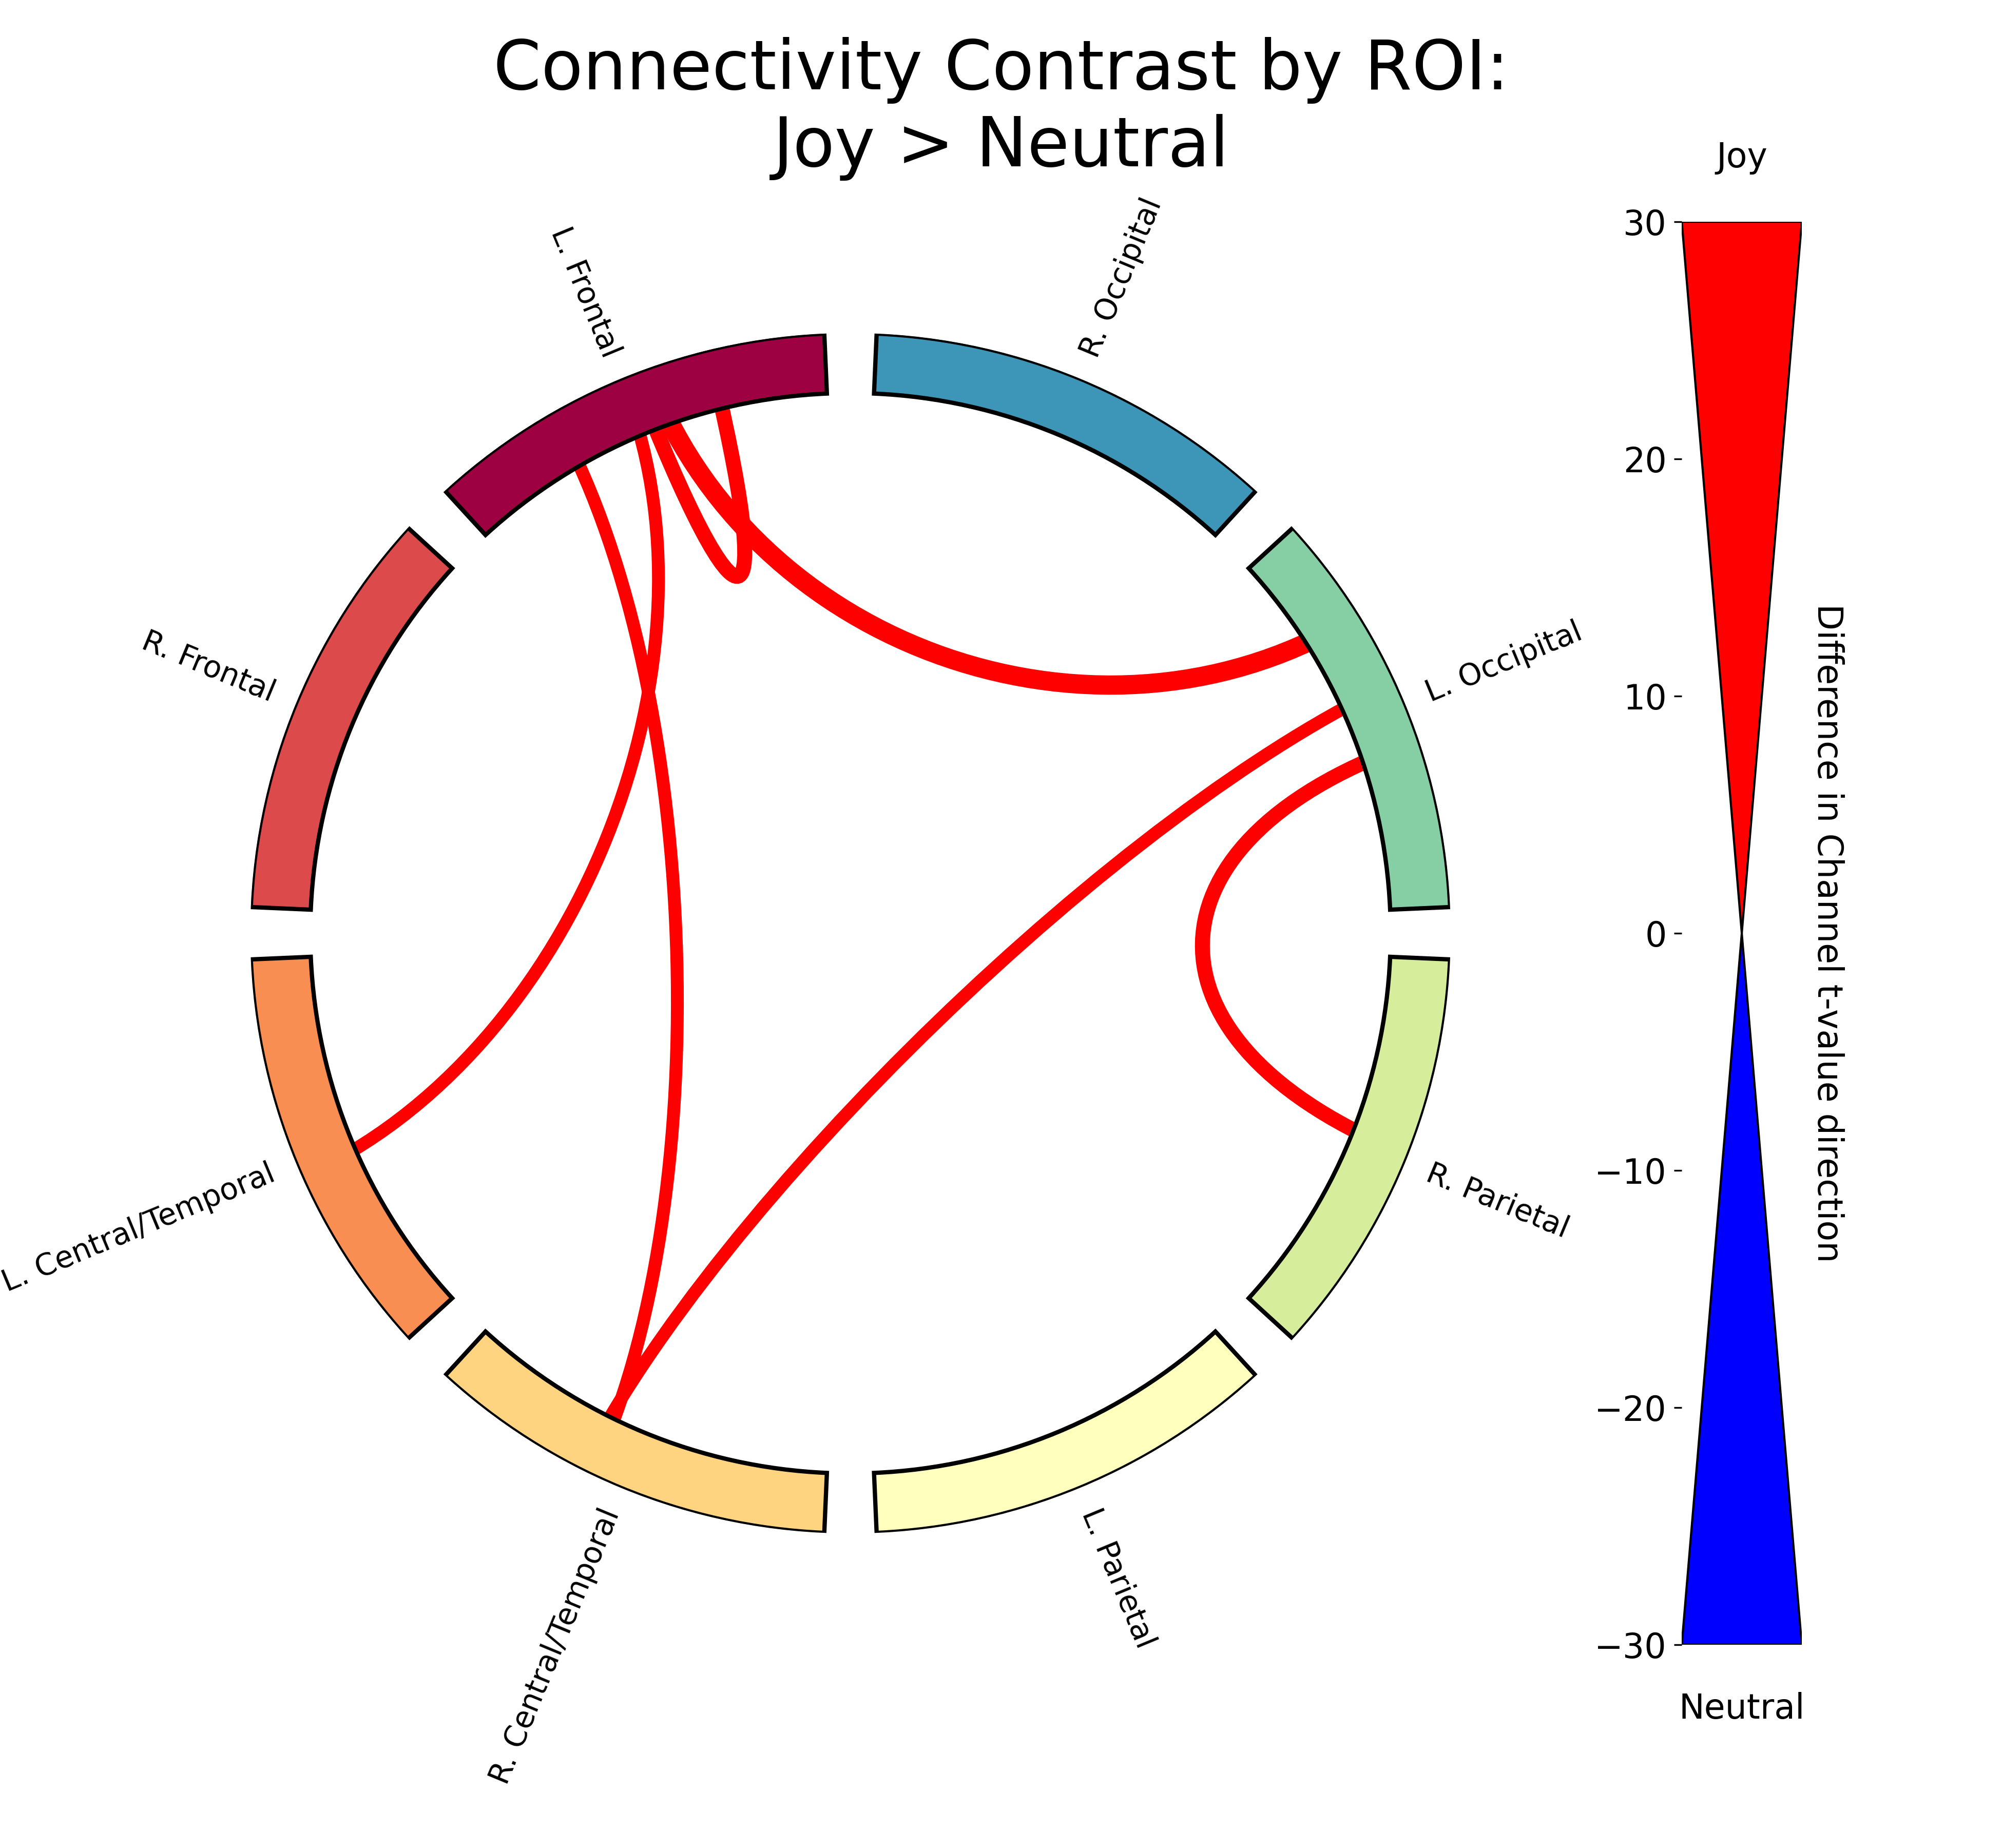 Connectivity Contrast by ROI:
Joy > Neutral
L. Frontal
R. Occipital
R. Frontal
L. Occipital
L. Central/Temporal
R. Parietal
R. Central/Temporal
L. Parietal
Joy
30
20
10
0
−10
−20
−30
Neutral
Difference in Channel t-value direction